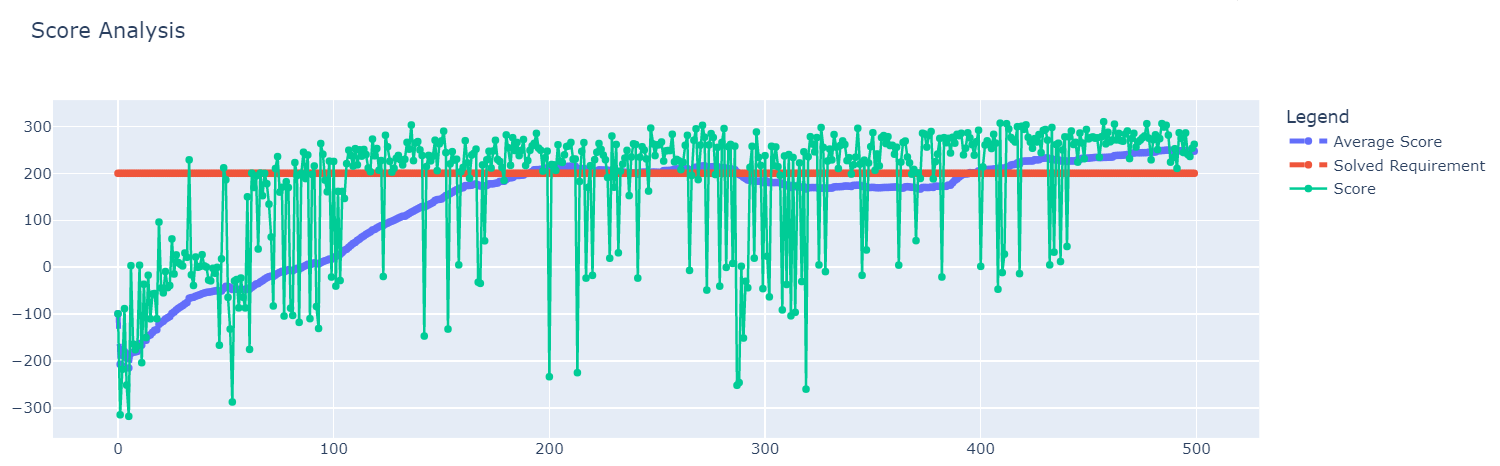 Score Analysis
Legend
Average Score
Solved Requirement
Score
300
200
100
0
−100
−200
−300
0 100 200 300 400 500